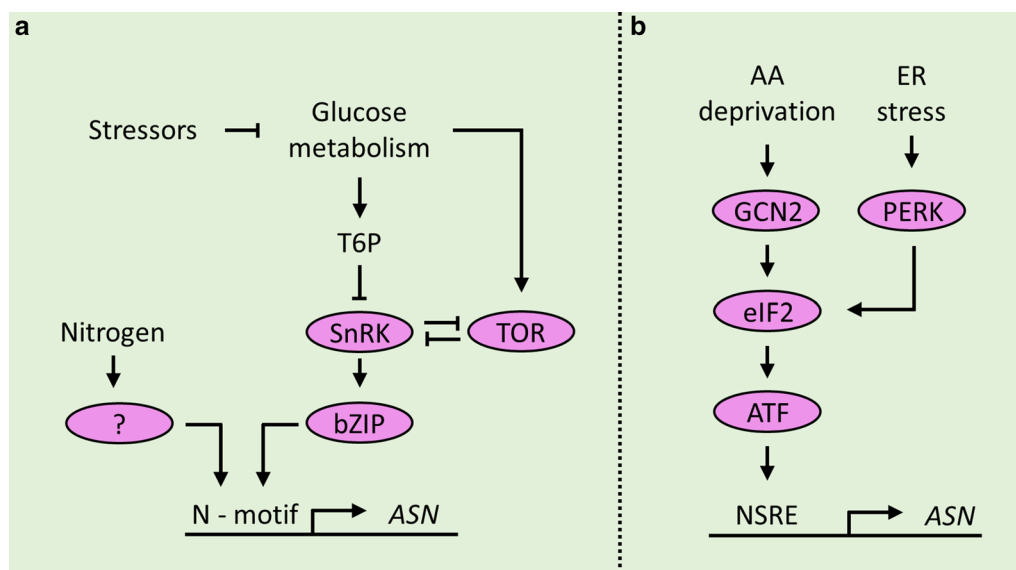 a
Stressors
Glucose
metabolism
T6P
SnRK
TOR
Nitrogen
?
bZIP
N - motif
ASN
b
AA
deprivation
ER
stress
GCN2
PERK
eIF2
ATF
NSRE
ASN